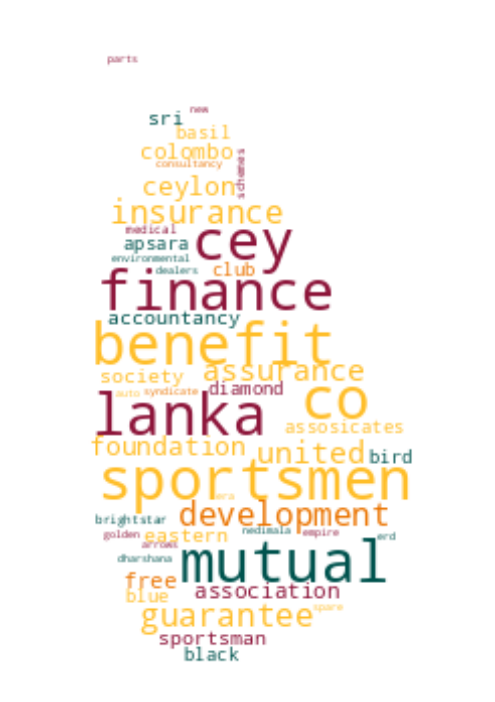 parts
new
sri
basil
colombo
consultancy
schemes
ceylon
insurance
medical
cey
apsara
environmental
dealers
club
finance
accountancy
benefit
assurance
society
diamond
auto
syndicate
co
lanka
assosicates
foundation
united
bird
sportsmen
era
development
brightstar
nedimala
golden
eastern
empire
erd
arrows
mutual
dharshana
free
association
blue
spare
guarantee
sportsman
black